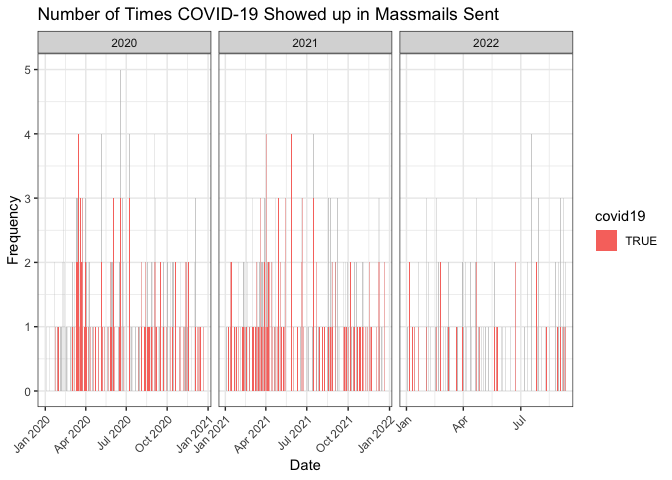 Number of Times COVID-19 Showed up in Massmails Sent
2020
2021
2022
Frequency
5
4
3
2
1
0
Jan 2020
Apr 2020
Jul 2020
Oct 2020
Jan 2021
Jan 2021
Apr 2021
Jul 2021
Oct 2021
Jan 2022
Jan
Apr
Jul
Date
covid19
TRUE